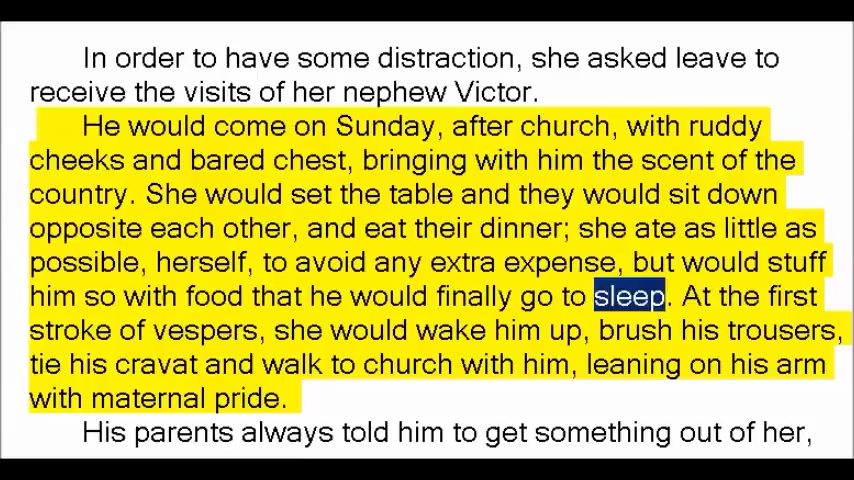 In order to have some distraction, she asked leave to
receive the visits of her nephew Victor.
He would come on Sunday, after church, with ruddy
cheeks and bared chest, bringing with him the scent of the
country. She would set the table and they would sit down
opposite each other, and eat their dinner; she ate as little as
possible, herself, to avoid any extra expense, but would stuff
him so with food that he would finally go to sleep. At the first
stroke of vespers, she would wake him up, brush his trousers,
tie his cravat and walk to church with him, leaning on his arm
with maternal pride.
His parents always told him to get something out of her,